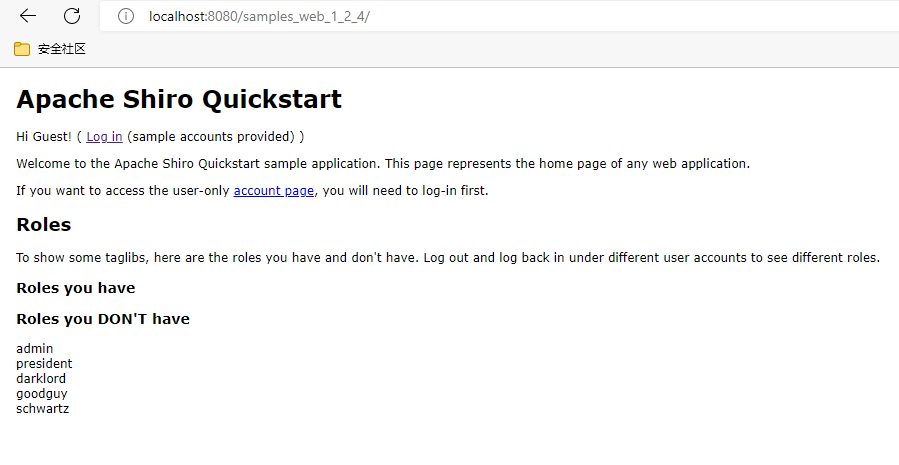 localhost:8080/samples_web_1_2_4/
安全社区
Apache Shiro Quickstart
Hi Guest! ( Log in (sample accounts provided) )
Welcome to the Apache Shiro Quickstart sample application. This page represents the home page of any web application.
If you want to access the user-only account page, you will need to log-in first.
Roles
To show some taglibs, here are the roles you have and don't have. Log out and log back in under different user accounts to see different roles.
Roles you have
Roles you DON'T have
admin
president
darklord
goodguy
schwartz